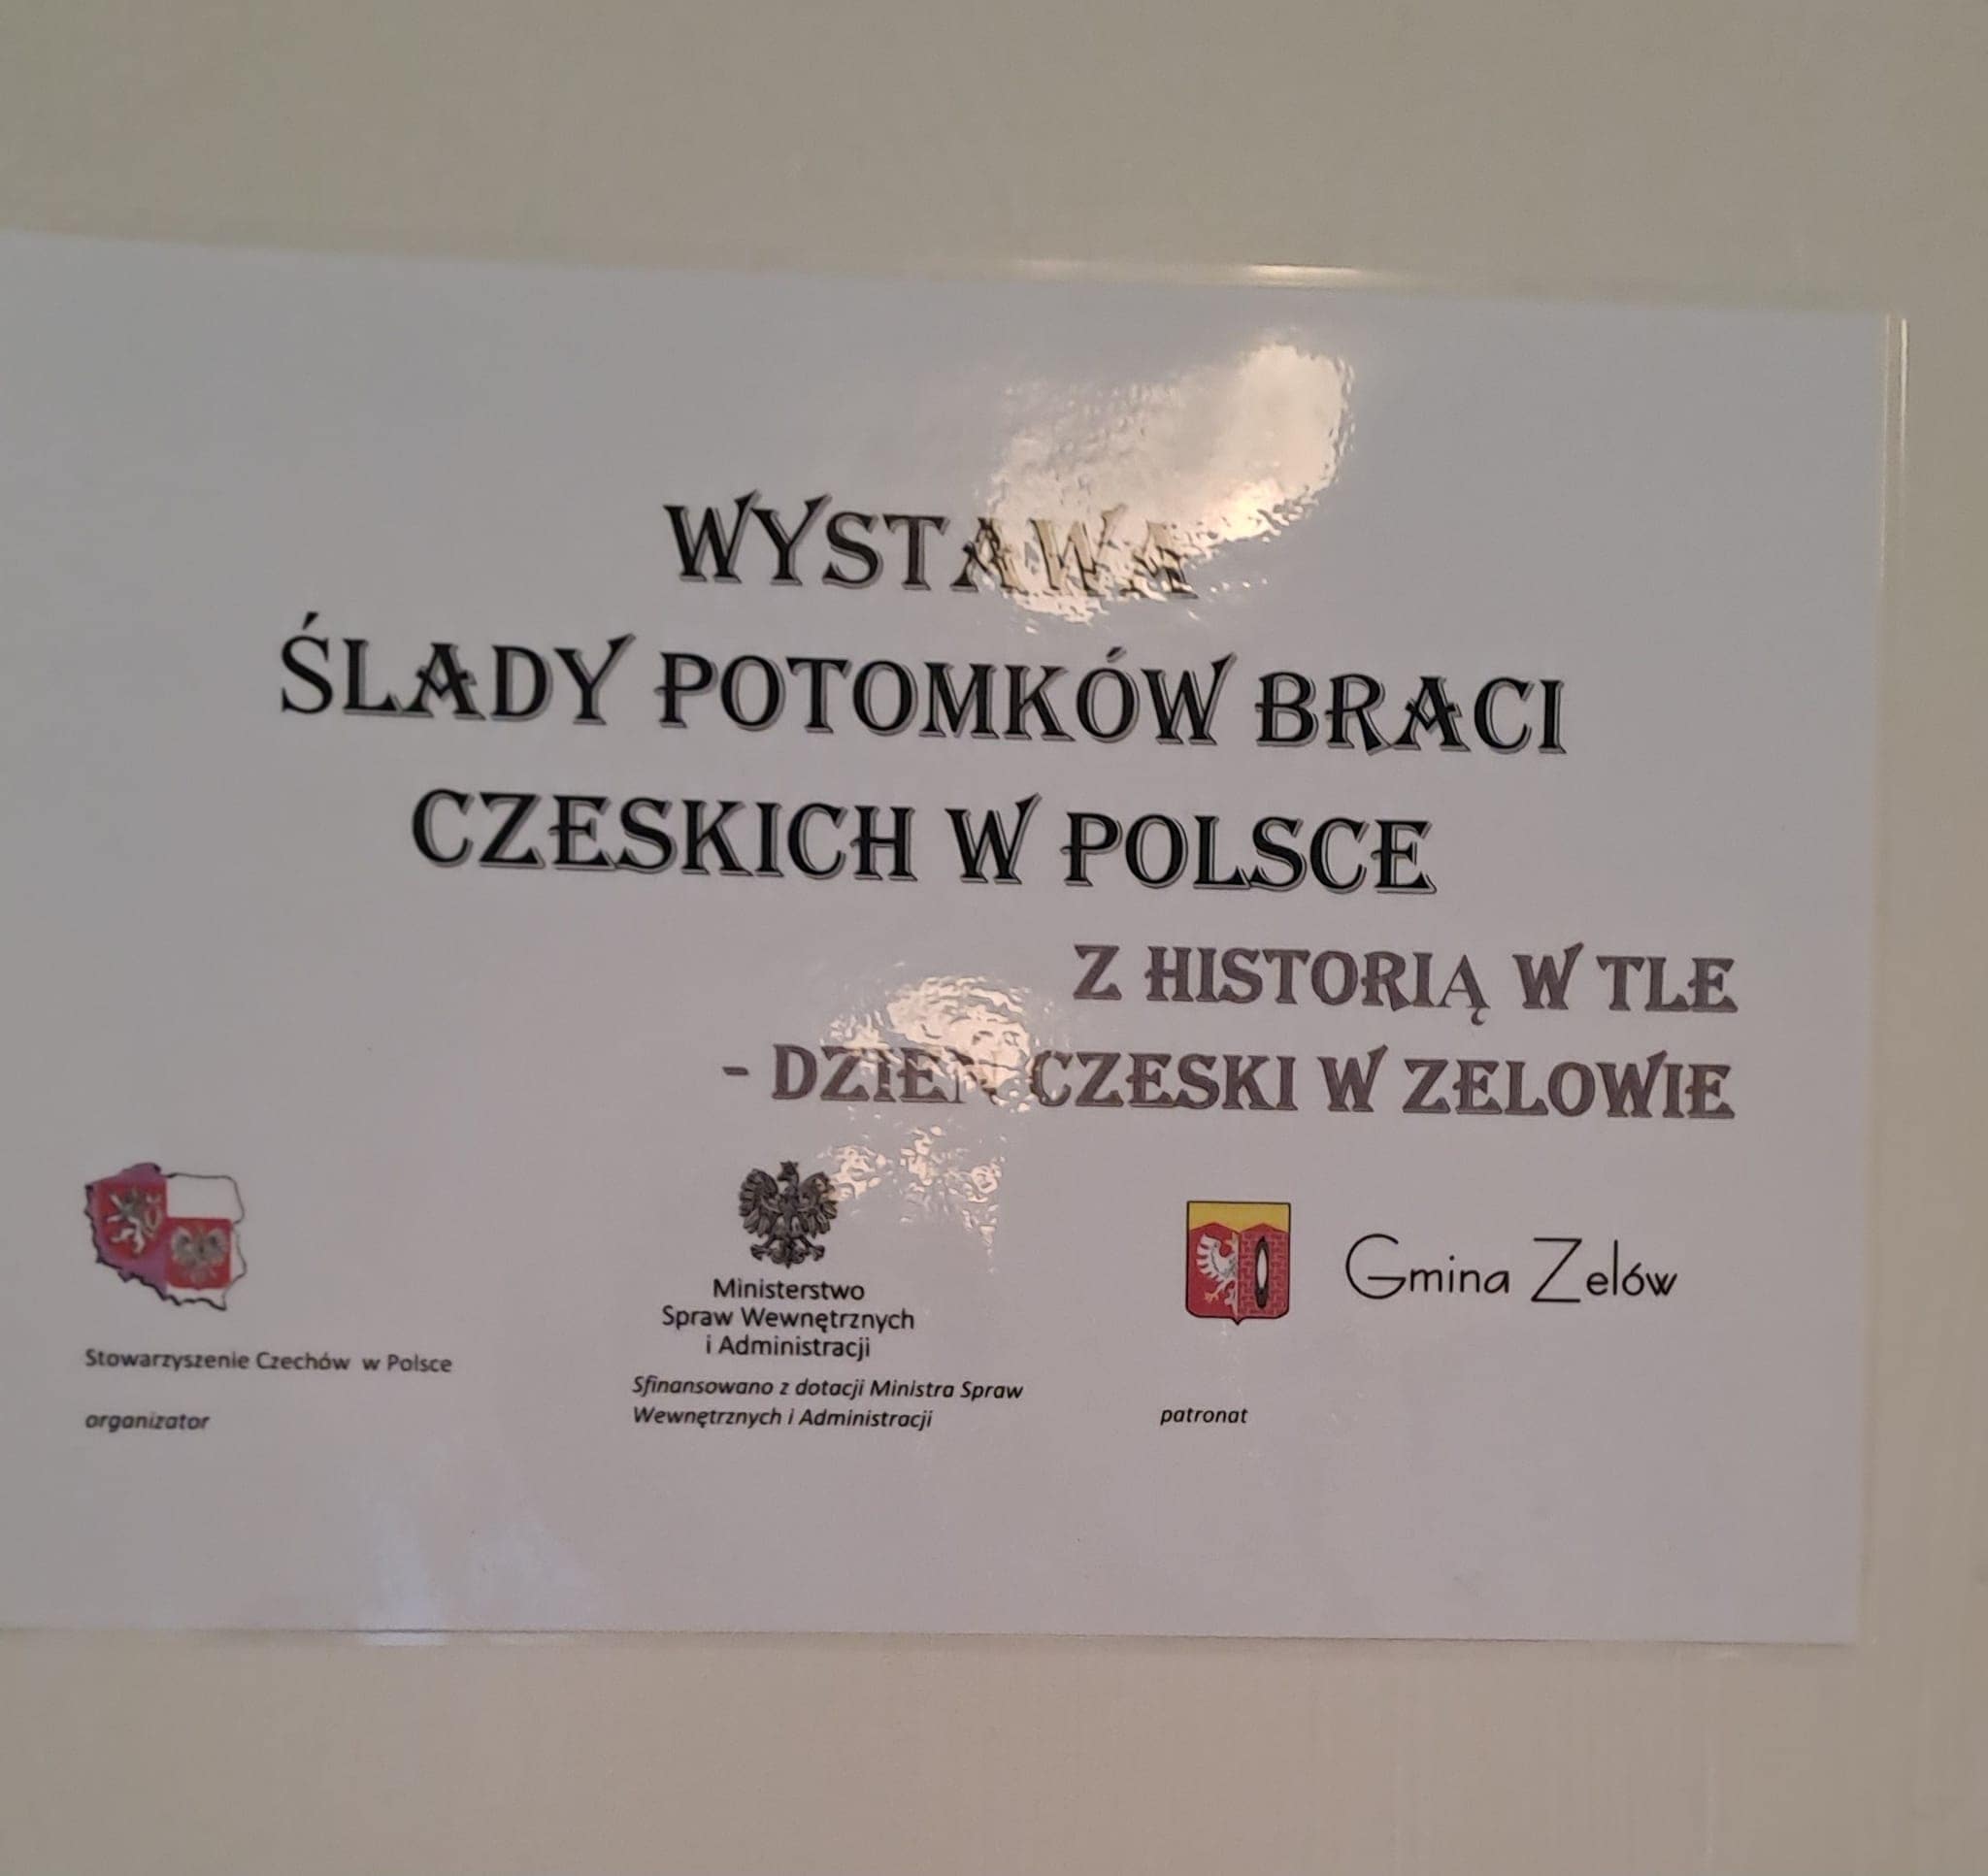 WYSTAWA
ŚLADY POTOMKÓW BRACI
CZESKICH W POLSCE
Z HISTORIĄ W TLE
- DZIEŃ CZESKI W ZELOWIE
Ministerstwo
Spraw Wewnętrznych
i Administracji
Gmina Zelów
Stowarzyszenie Czechów w Polsce
Sfinansowano z dotacji Ministra Spraw
Wewnętrznych i Administracji
organizator
patronat